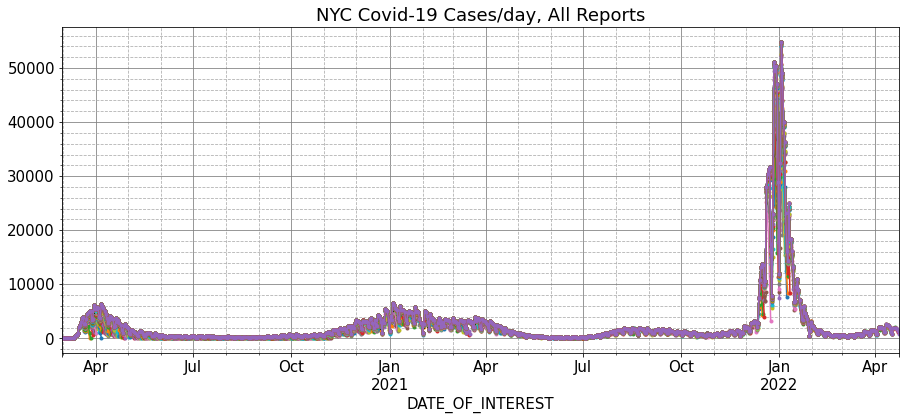 NYC Covid-19 Cases/day, All Reports
50000
40000
30000
20000
10000
0
Apr Jul Oct Jan Apr Jul Oct Jan Apr
2021 2022
DATE_OF_INTEREST